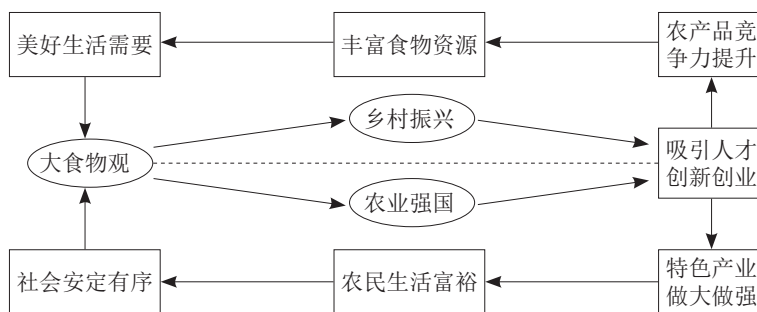 美好生活需要
丰富食物资源
农产品竞
争力提升
乡村振兴
大食物观
吸引人才
创新创业
农业强国
社会安定有序
农民生活富裕
特色产业
做大做强